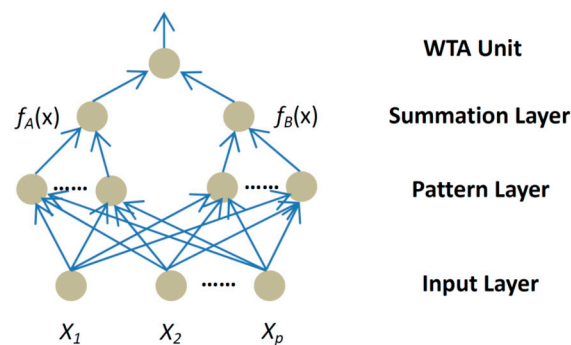 WTA Unit
f_A(x)
f_B(x)
Summation Layer
......
......
Pattern Layer
......
Input Layer
X_1
X_2
X_p